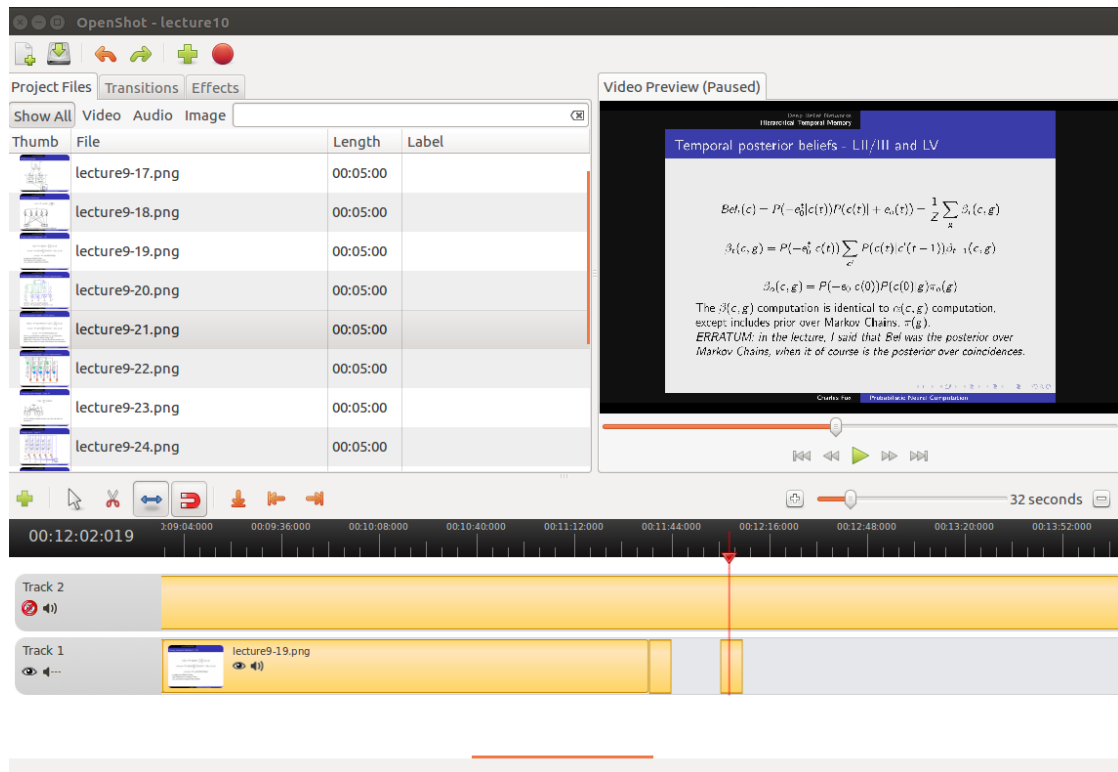 OpenShot - lecture10
Project Files Transitions Effects
Show All Video Audio Image
Thumb File Length Label
lecture9-17.png 00:05:00
lecture9-18.png 00:05:00
lecture9-19.png 00:05:00
lecture9-20.png 00:05:00
lecture9-21.png 00:05:00
lecture9-22.png 00:05:00
lecture9-23.png 00:05:00
lecture9-24.png 00:05:00
Video Preview (Paused)
Deep Belief Networks
Hierarchical Temporal Memory
Temporal posterior beliefs - LII/III and LV
The β(c, g) computation is identical to α(c, g) computation,
except includes prior over Markov Chains, π(g).
ERRATUM: in the lecture, I said that Bel was the posterior over
Markov Chains, when it of course is the posterior over coincidences.
Charles Fox Probabilistic Neural Computation
32 seconds
00:12:02:019
:09:04:000 00:09:36:000 00:10:08:000 00:10:40:000 00:11:12:000 00:11:44:000 00:12:16:000 00:12:48:000 00:13:20:000 00:13:52:000
Track 2
Track 1
lecture9-19.png